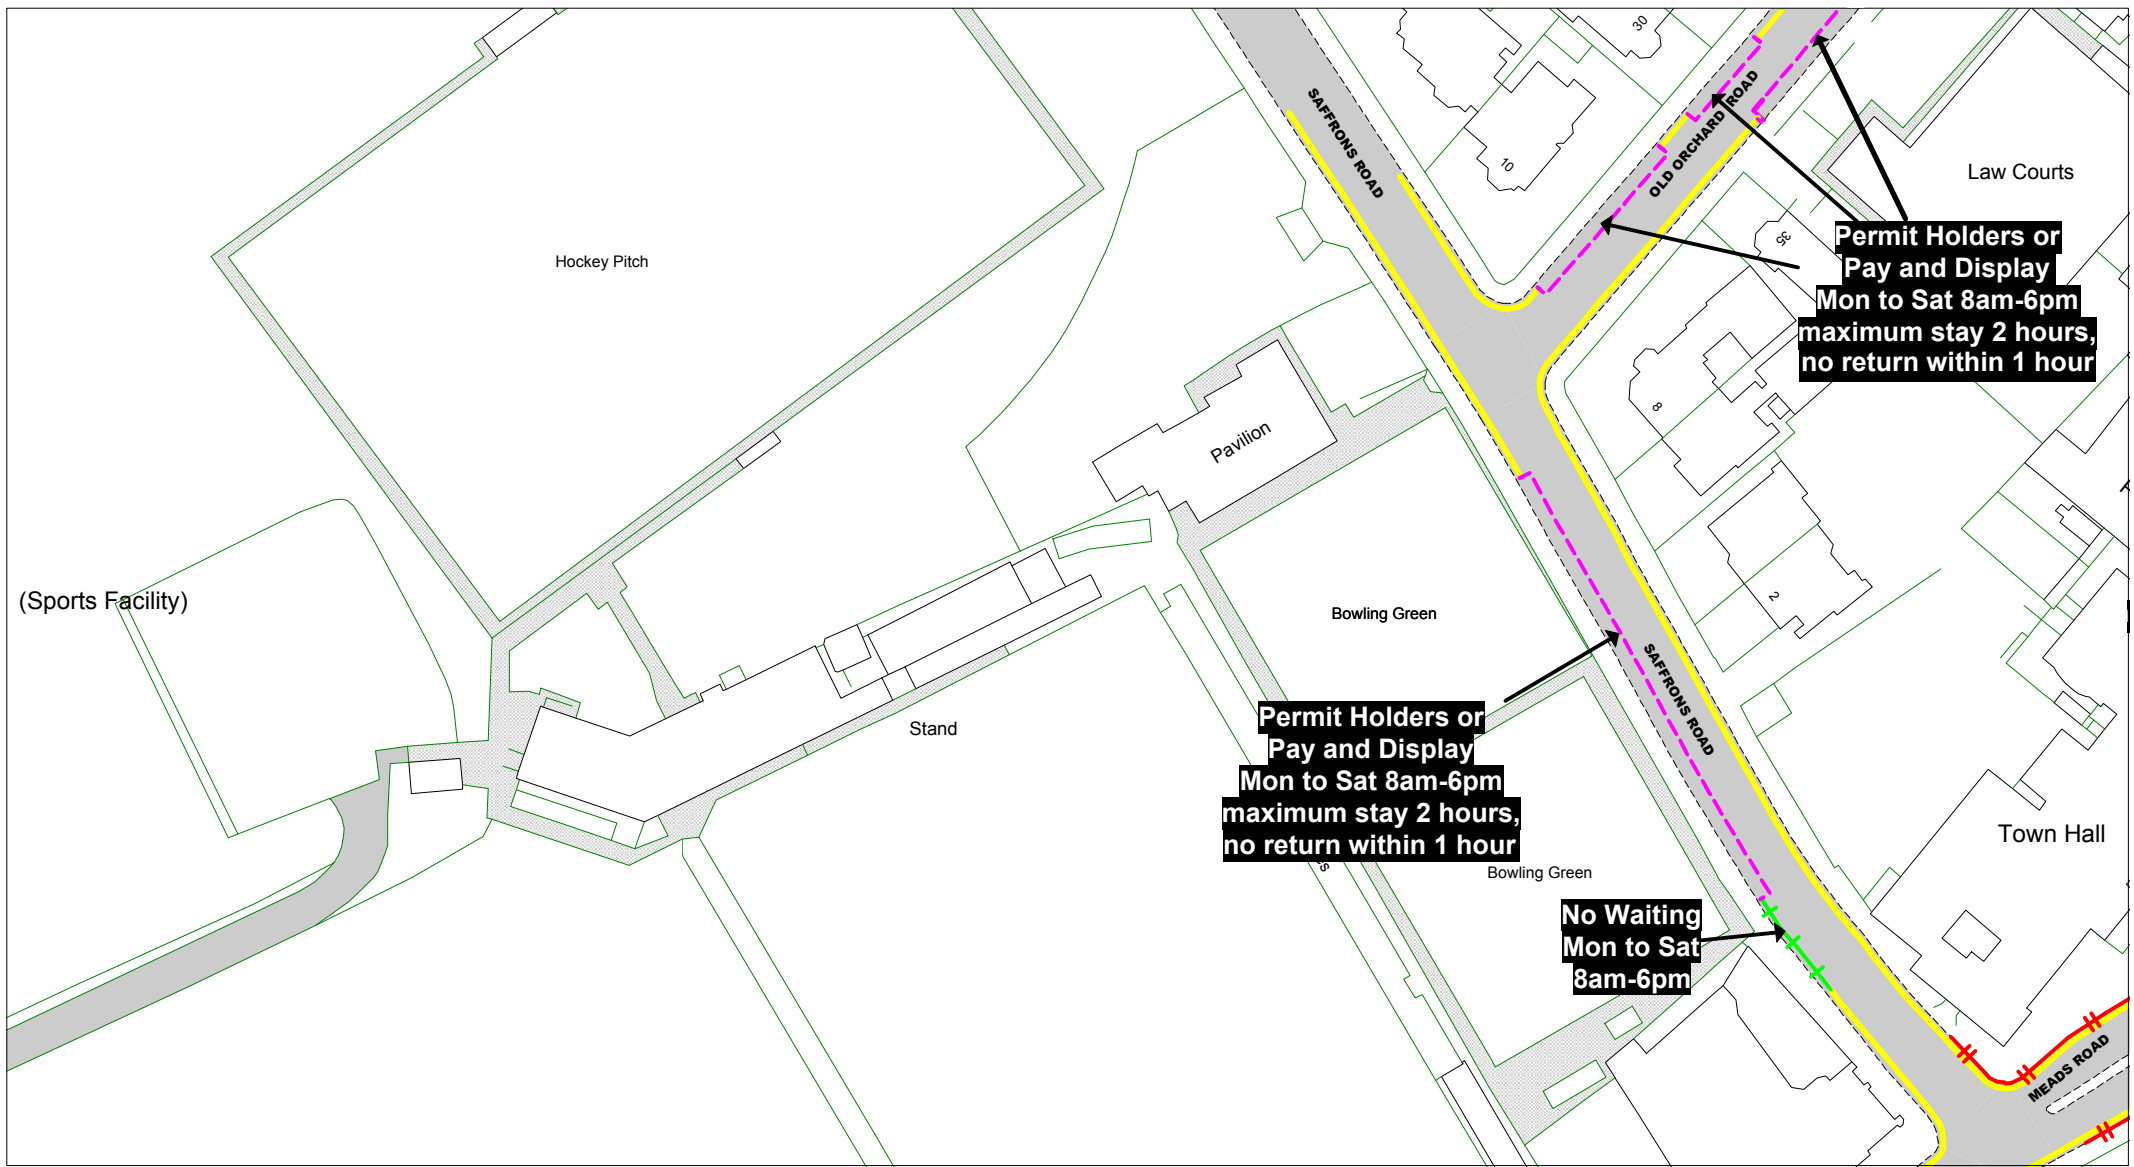 30
SAFFRONS ROAD
OLD ORCHARD ROAD
10
Law Courts
Permit Holders or
Pay and Display
Mon to Sat 8am-6pm
maximum stay 2 hours,
no return within 1 hour
35
Hockey Pitch
8
Pavilion
(Sports Facility)
2
Bowling Green
SAFFRONS ROAD
Permit Holders or
Pay and Display
Mon to Sat 8am-6pm
maximum stay 2 hours,
no return within 1 hour
Stand
Town Hall
Bowling Green
No Waiting
Mon to Sat
8am-6pm
MEADS ROAD